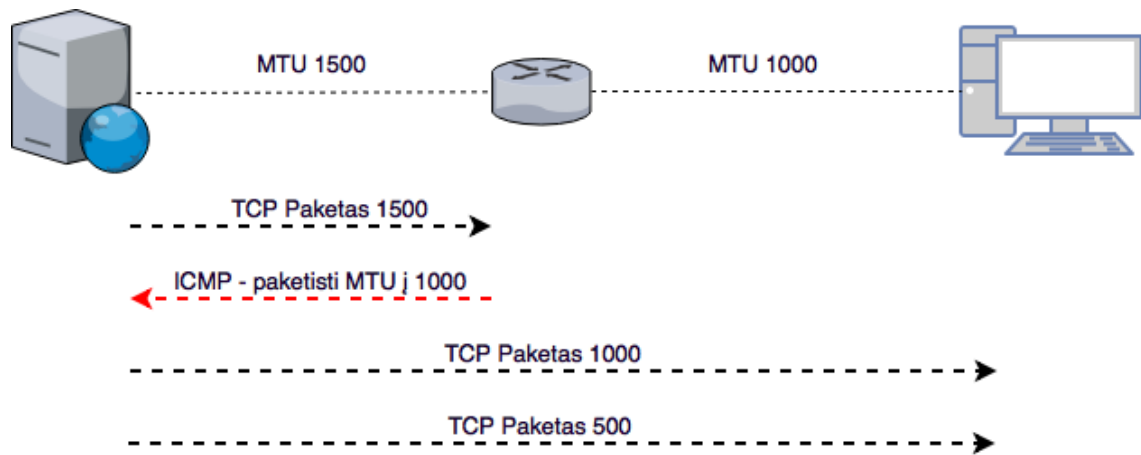 MTU 1500
MTU 1000
TCP Paketas 1500
ICMP - paketisti MTU į 1000
TCP Paketas 1000
TCP Paketas 500